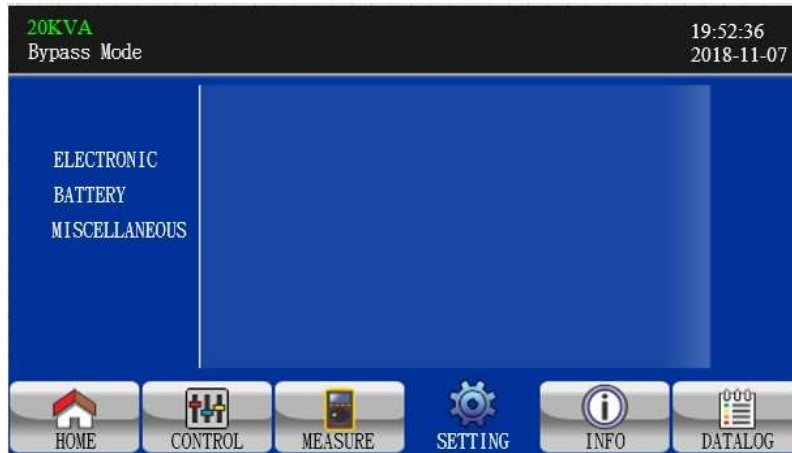 20KVA
Bypass Mode
19:52:36
2018-11-07
ELECTRONIC
BATTERY
MISCELLANEOUS
HOME
CONTROL
MEASURE
SETTING
INFO
DATALOG